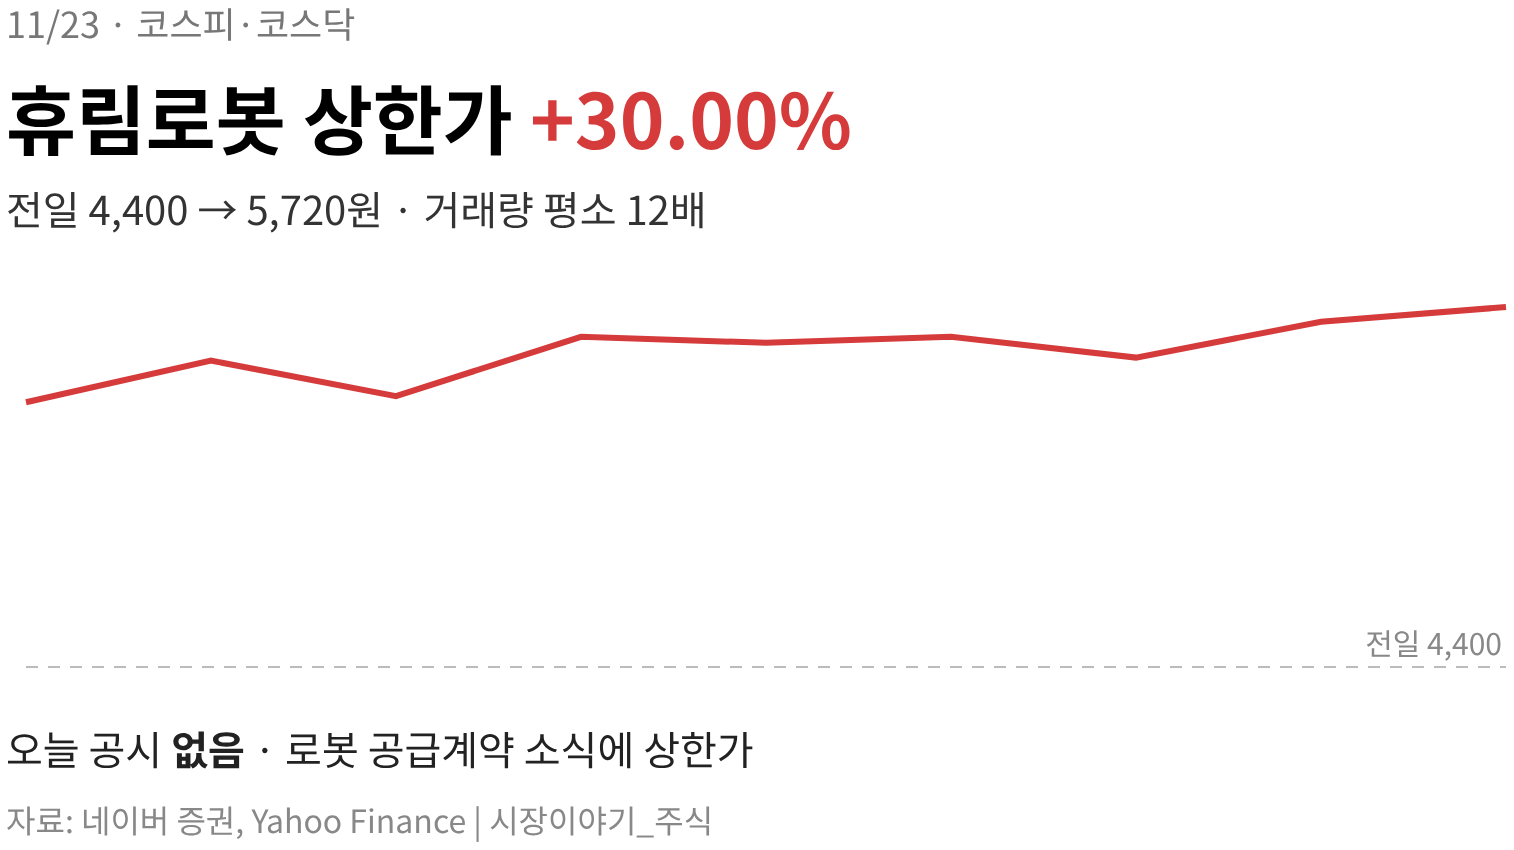 11/23 · 코스피·코스닥
휴림로봇 상한가 +30.00%
전일 4,400 → 5,720원 · 거래량 평소 12배
전일 4,400
오늘 공시 없음 · 로봇 공급계약 소식에 상한가
자료: 네이버 증권, Yahoo Finance | 시장이야기_주식